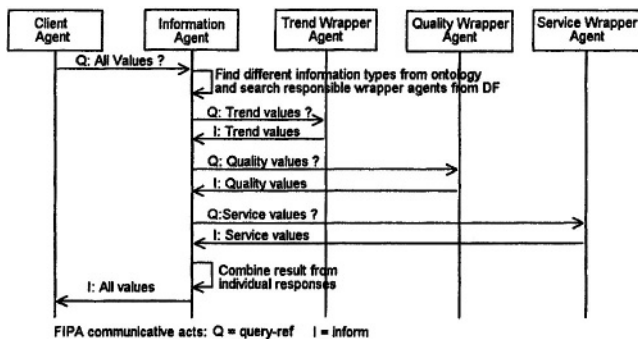 Client
Agent
Information
Agent
Trend Wrapper
Agent
Quality Wrapper
Agent
Service Wrapper
Agent
Q: All Values ?
Find different information types from ontology
and search responsible wrapper agents from DF
Q: Trend values ?
I: Trend values
Q: Quality values ?
I: Quality values
Q:Service values ?
I: Service values
Combine result from
individual responses
I: All values
FIPA communicative acts: Q = query-ref I = inform